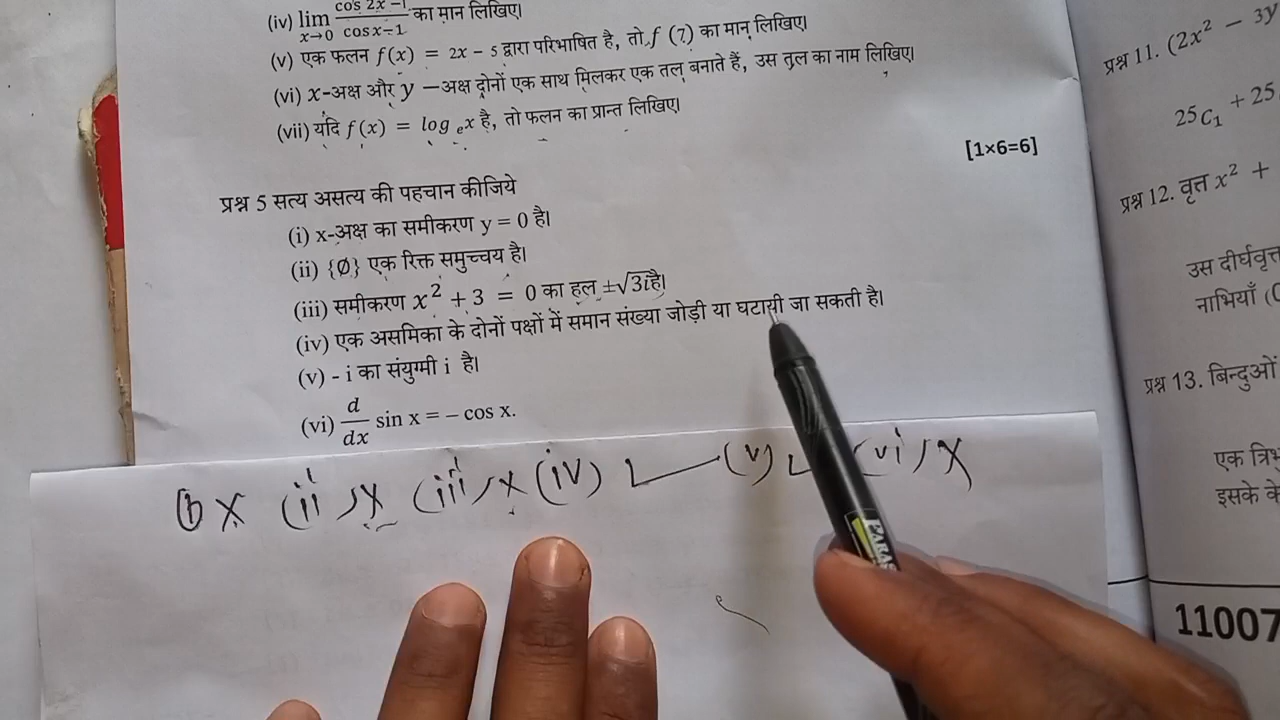 (iv) lim x→0 cos 2x −1 / cos x−1 का मान लिखिए।
(v) एक फलन f(x) = 2x − 5 द्वारा परिभाषित है, तो f (7) का मान लिखिए।
(vi) x-अक्ष और y −अक्ष दोनों एक साथ मिलकर एक तल बनाते हैं, उस तल का नाम लिखिए।
(vii) यदि f(x) = log e x है, तो फलन का प्रान्त लिखिए।
[1×6=6]
प्रश्न 5 सत्य असत्य की पहचान कीजिये
(i) x-अक्ष का समीकरण y = 0 है।
(ii) {∅} एक रिक्त समुच्चय है।
(iii) समीकरण x² + 3 = 0 का हल ±√3i है।
(iv) एक असमिका के दोनों पक्षों में समान संख्या जोड़ी या घटायी जा सकती है।
(v) - i का संयुग्मी i है।
(vi) d/dx sin x = − cos x.
(i) X (ii) X (iii) X (iv) ✓ (v) ✓ (vi) X
प्रश्न 11. (2x² − 3y
25C₁ + 25
प्रश्न 12. वृत्त x² +
उस दीर्घवृत्त
नाभियाँ (
प्रश्न 13. बिन्दुओं
एक त्रिभ
इसके के
11007
FARAS